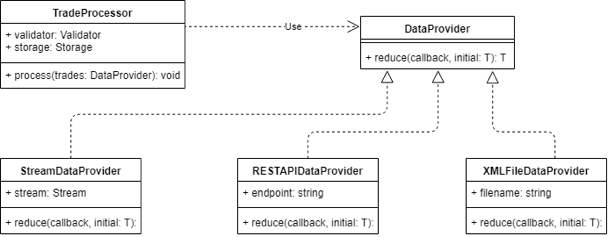 TradeProcessor
+ validator: Validator
+ storage: Storage
+ process(trades: DataProvider): void
Use
DataProvider
+ reduce(callback, initial: T): T
StreamDataProvider
+ stream: Stream
+ reduce(callback, initial: T):
RESTAPIDataProvider
+ endpoint: string
+ reduce(callback, initial: T):
XMLFileDataProvider
+ filename: string
+ reduce(callback, initial: T):